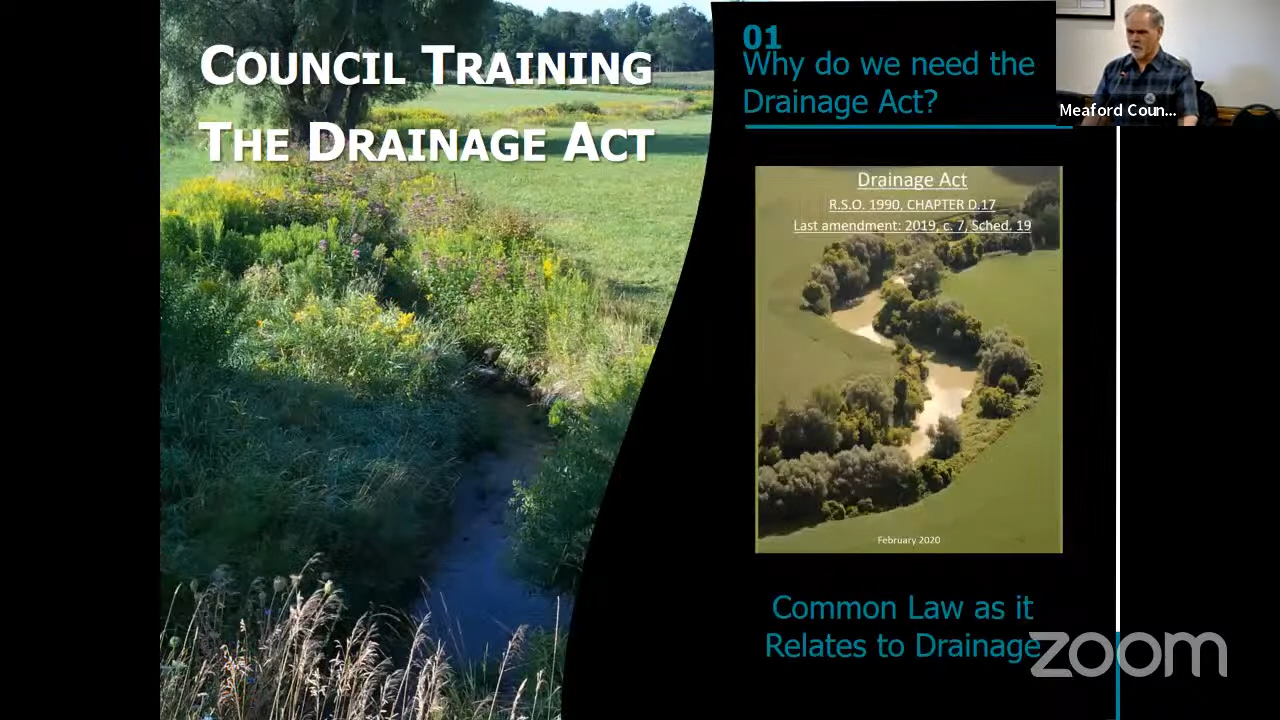 COUNCIL TRAINING
THE DRAINAGE ACT
01
Why do we need the
Drainage Act?
Drainage Act
R.S.O. 1990, CHAPTER D.17
Last amendment: 2019, c. 7, Sched. 19
February 2020
Common Law as it
Relates to Drainage
Meaford Coun...
zoom